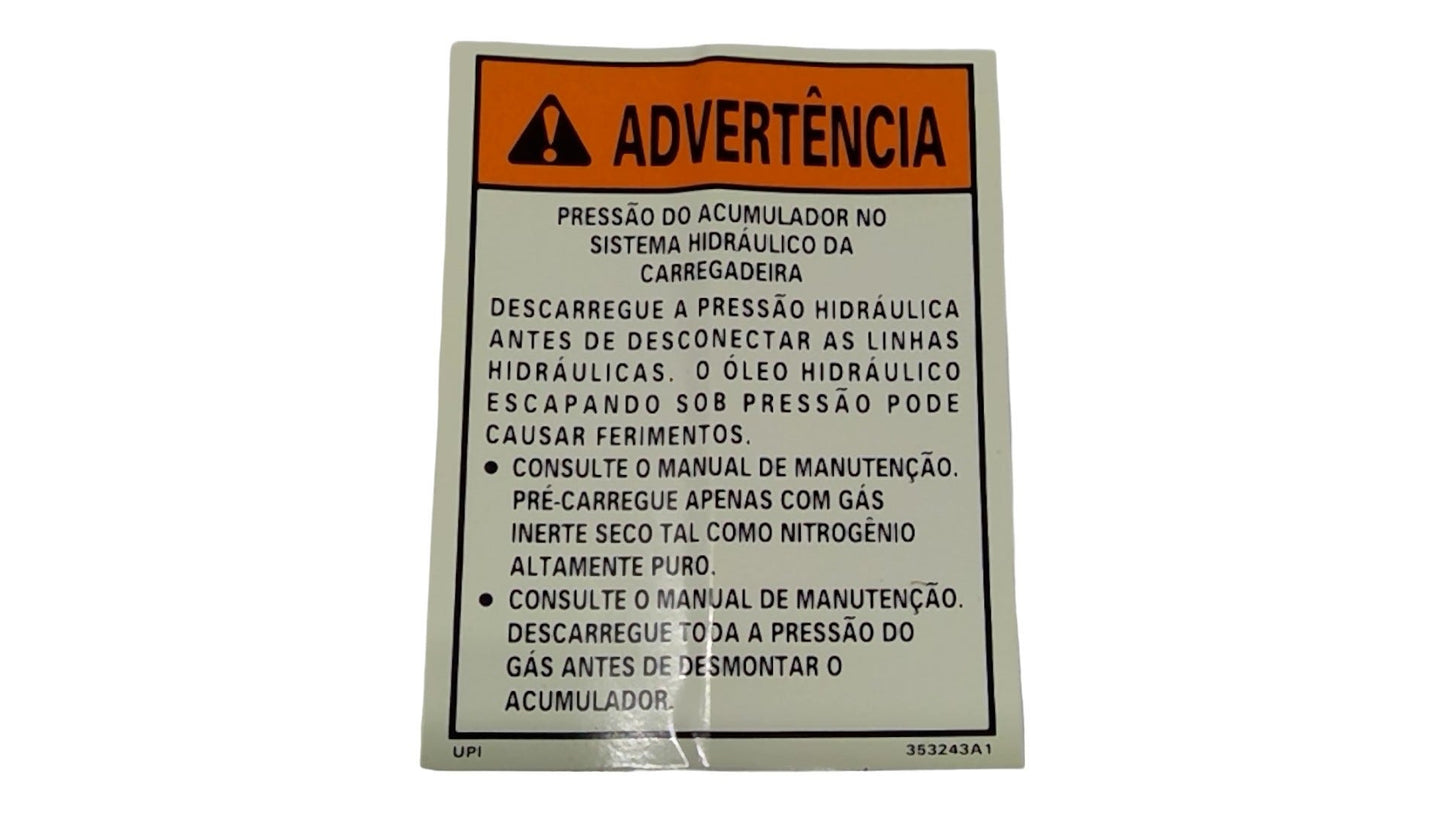 ADVERTÊNCIA
PRESSÃO DO ACUMULADOR NO
SISTEMA HIDRÁULICO DA
CARREGADEIRA
DESCARREGUE A PRESSÃO HIDRÁULICA
ANTES DE DESCONECTAR AS LINHAS
HIDRÁULICAS. O ÓLEO HIDRÁULICO
ESCAPANDO SOB PRESSÃO PODE
CAUSAR FERIMENTOS.
● CONSULTE O MANUAL DE MANUTENÇÃO.
PRÉ-CARREGUE APENAS COM GÁS
INERTE SECO TAL COMO NITROGÊNIO
ALTAMENTE PURO.
● CONSULTE O MANUAL DE MANUTENÇÃO.
DESCARREGUE TODA A PRESSÃO DO
GÁS ANTES DE DESMONTAR O
ACUMULADOR.
UPI 353243A1